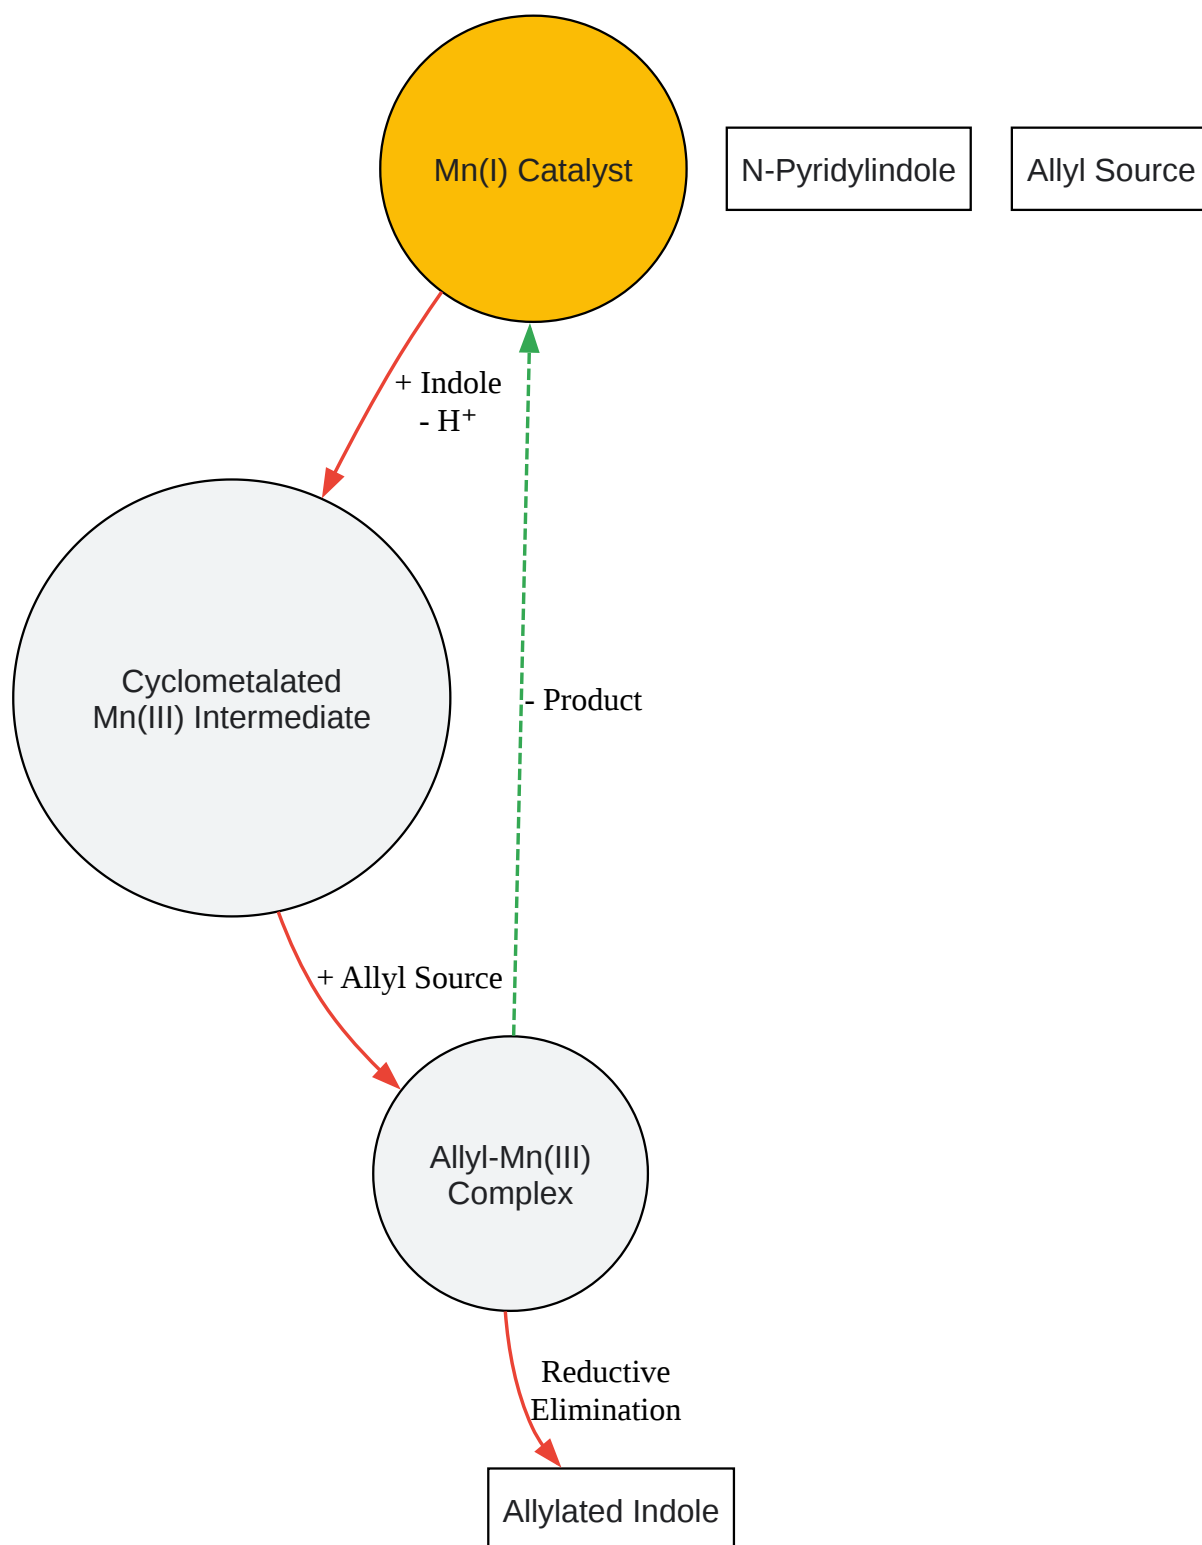 Mn(I) Catalyst
N-Pyridylindole
Allyl Source
+ Indole
- H⁺
Cyclometalated
Mn(III) Intermediate
- Product
+ Allyl Source
Allyl-Mn(III)
Complex
Reductive
Elimination
Allylated Indole